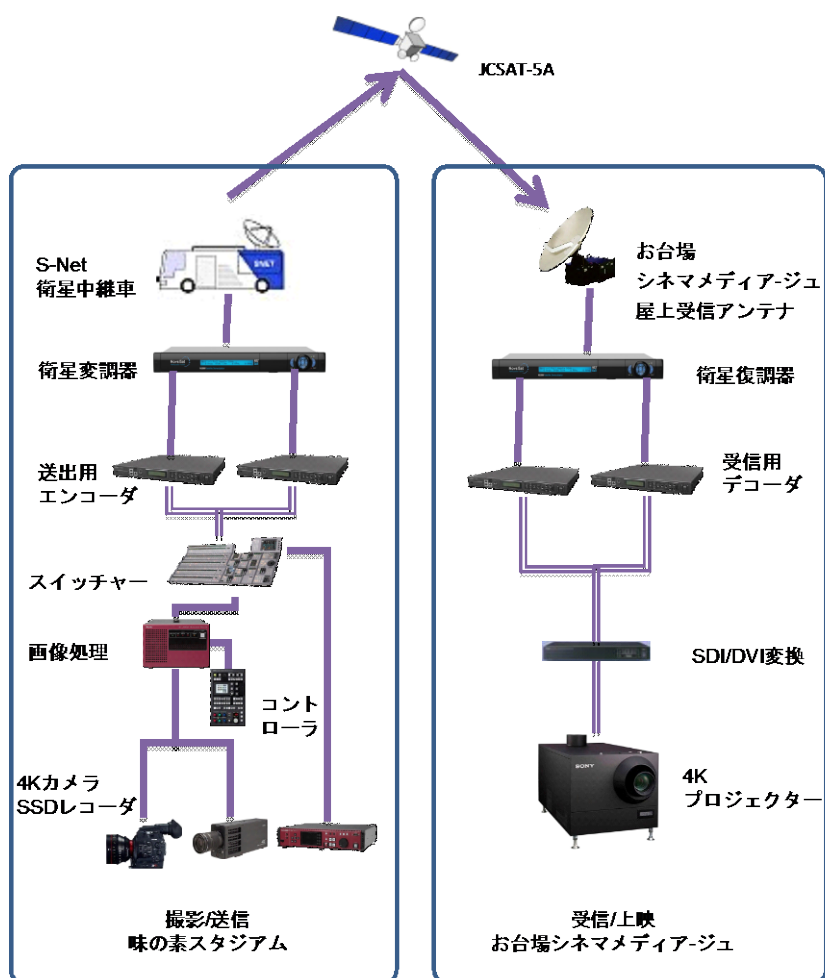 JCSAT-5A
S-Net
衛星中継車
衛星変調器
送出用
エンコーダ
スイッチャー
画像処理
コント
ローラ
4Kカメラ
SSDレコーダ
撮影/送信
味の素スタジアム
お台場
シネマメディア-ジュ
屋上受信アンテナ
衛星復調器
受信用
デコーダ
SDI/DVI変換
SONY
4K
プロジェクター
受信/上映
お台場シネマメディア-ジュ